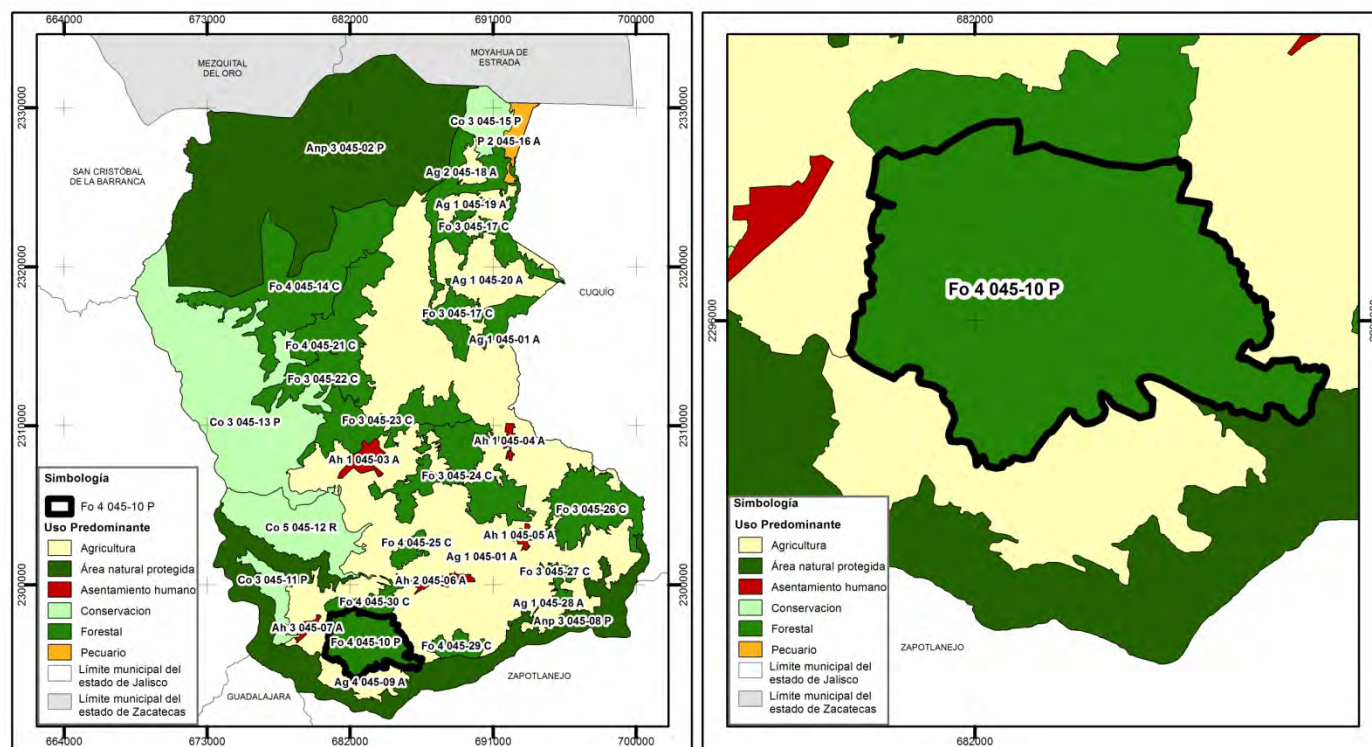 664000 673000 682000 691000 700000
MEZQUITAL
DEL ORO
MOYAHUA DE
ESTRADA
2330000
2330000
Co 3 045-15 P
P 2 045-16 A
Anp 3 045-02 P
SAN CRISTÓBAL
DE LA BARRANCA
Ag 2 045-18 A
Ag 1 045-19 A
Fo 3 045-17 C
2320000
2320000
Ag 1 045-20 A
Fo 4 045-14 C
CUQUÍO
Fo 3 045-17 C
Ag 1 045-01 A
Fo 4 045-21 C
Fo 3 045-22 C
Co 3 045-13 P
Fo 3 045-23 C
2310000
2310000
Ah 1 045-04 A
Ah 1 045-03 A
Fo 3 045-24 C
Fo 3 045-26 C
Co 5 045-12 R
Ah 1 045-05 A
Fo 4 045-25 C
Ag 1 045-01 A
Fo 3 045-27 C
Co 3 045-11 P
Ah 2 045-06 A
2300000
2300000
Fo 4 045-30 C
Ag 1 045-28 A
Anp 3 045-08 P
Ah 3 045-07 A
Fo 4 045-10 P
Fo 4 045-29 C
ZAPOTLANEJO
Ag 4 045-09 A
GUADALAJARA
Simbología
Fo 4 045-10 P
Uso Predominante
Agricultura
Área natural protegida
Asentamiento humano
Conservacion
Forestal
Pecuario
Límite municipal del
estado de Jalisco
Límite municipal del
estado de Zacatecas
664000 673000 682000 691000 700000
682000
Fo 4 045-10 P
2296000
ZAPOTLANEJO
Simbología
Uso Predominante
Agricultura
Área natural protegida
Asentamiento humano
Conservacion
Forestal
Pecuario
Límite municipal del
estado de Jalisco
Límite municipal del
estado de Zacatecas
682000